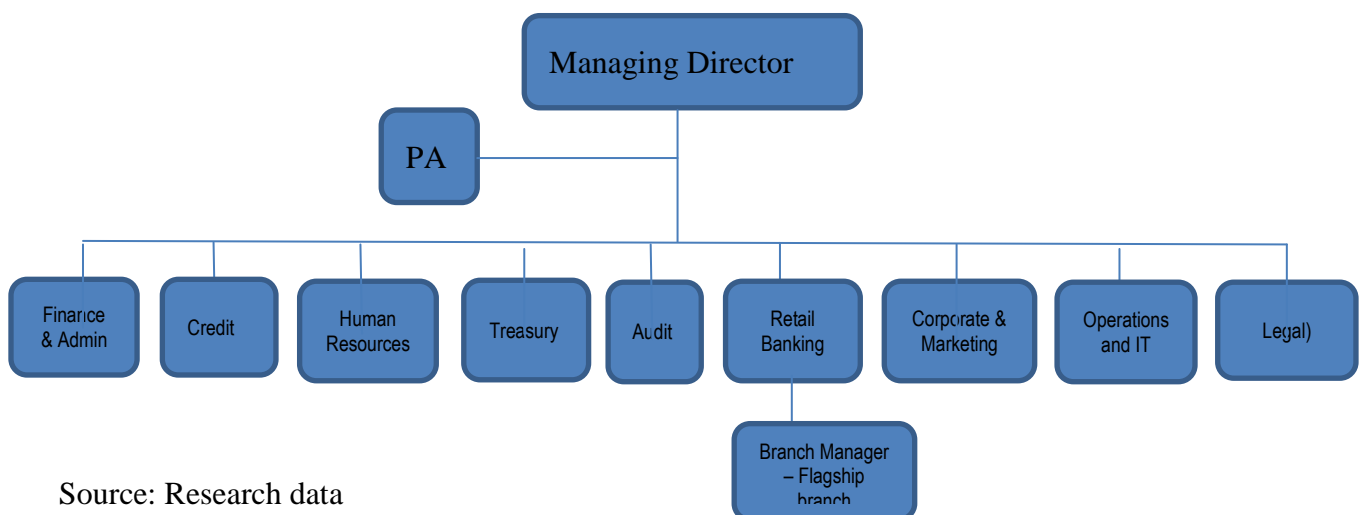 Managing Director
PA
Finance
& Admin
Credit
Human
Resources
Treasury
Audit
Retail
Banking
Corporate &
Marketing
Operations
and IT
Legal)
Branch Manager
– Flagship
branch
Source: Research data